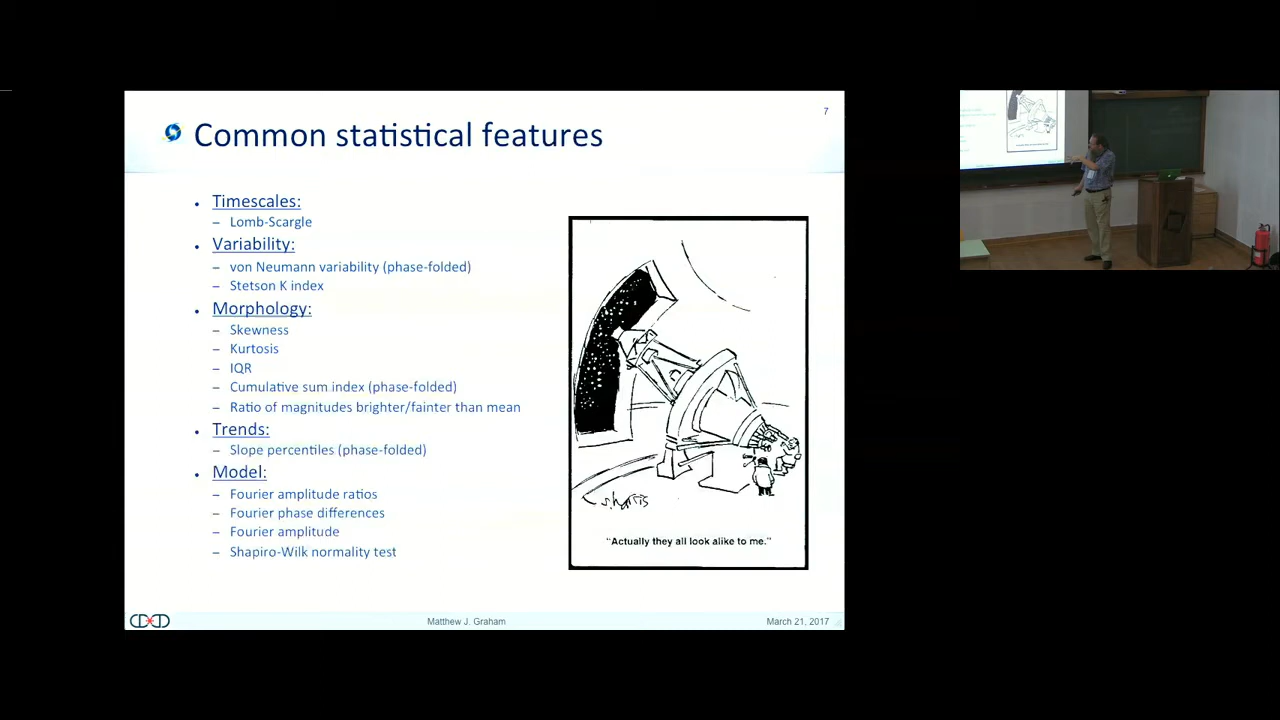 7
Common statistical features
• Timescales:
– Lomb-Scargle
• Variability:
– von Neumann variability (phase-folded)
– Stetson K index
• Morphology:
– Skewness
– Kurtosis
– IQR
– Cumulative sum index (phase-folded)
– Ratio of magnitudes brighter/fainter than mean
• Trends:
– Slope percentiles (phase-folded)
• Model:
– Fourier amplitude ratios
– Fourier phase differences
– Fourier amplitude
– Shapiro-Wilk normality test
S. Harris
“Actually they all look alike to me.”
Matthew J. Graham
March 21, 2017